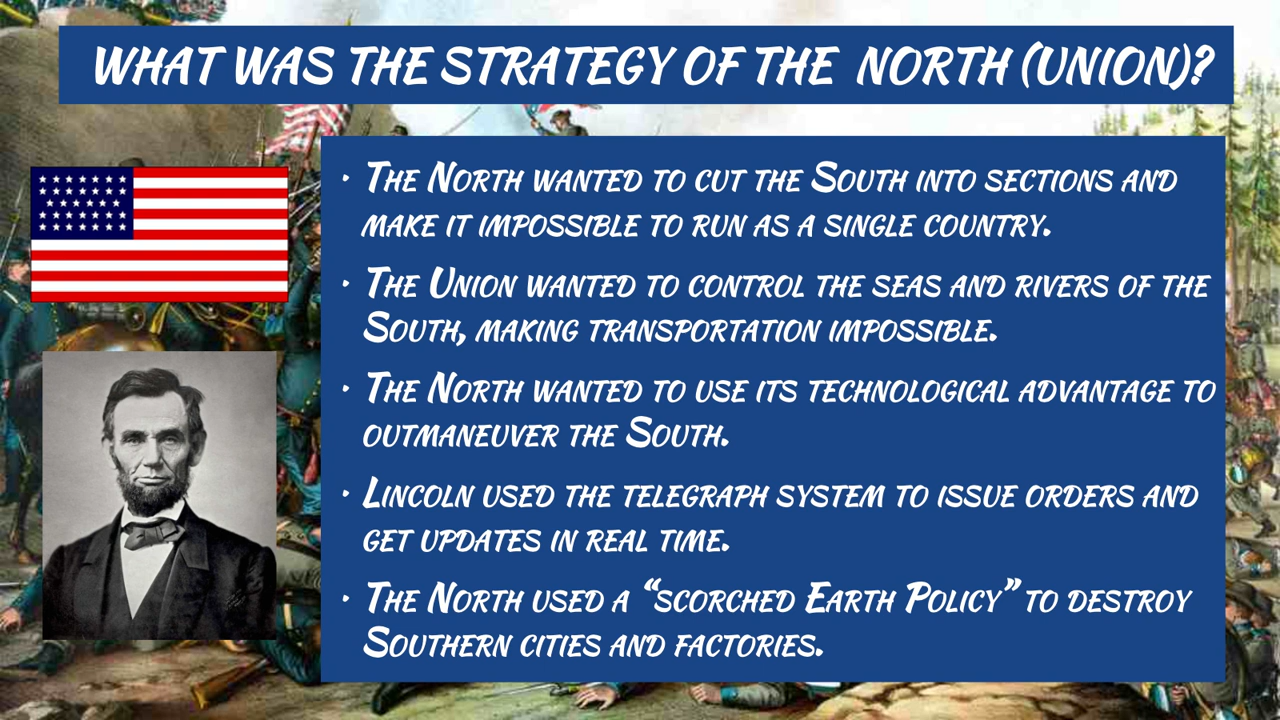 WHAT WAS THE STRATEGY OF THE NORTH (UNION)?
• The North wanted to cut the South into sections and
make it impossible to run as a single country.
• The Union wanted to control the seas and rivers of the
South, making transportation impossible.
• The North wanted to use its technological advantage to
outmaneuver the South.
• Lincoln used the telegraph system to issue orders and
get updates in real time.
• The North used a “scorched Earth Policy” to destroy
Southern cities and factories.